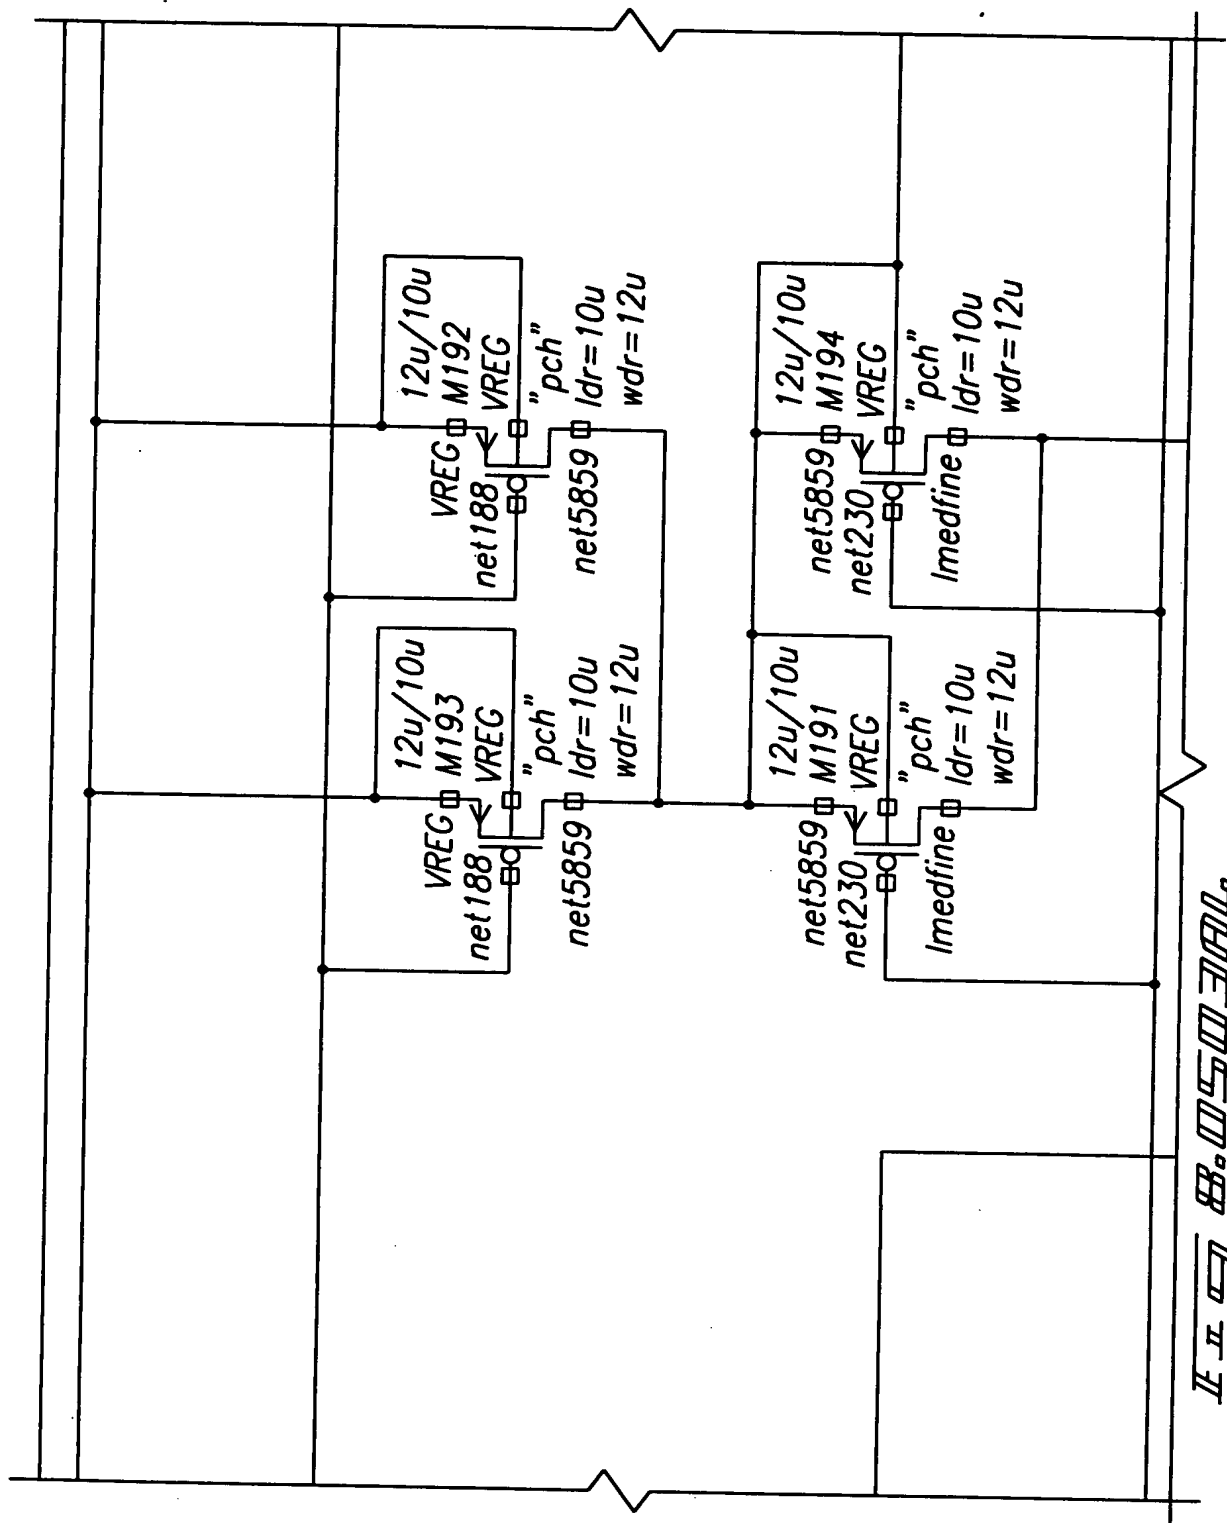 12u/10u
M193
VREG
"pch"
ldr=10u
wdr=12u
VREG
net188
net5859
12u/10u
M192
VREG
"pch"
ldr=10u
wdr=12u
VREG
net188
net5859
12u/10u
M191
VREG
"pch"
ldr=10u
wdr=12u
net5859
net230
Imedfine
12u/10u
M194
VREG
"pch"
ldr=10u
wdr=12u
net5859
net230
Imedfine